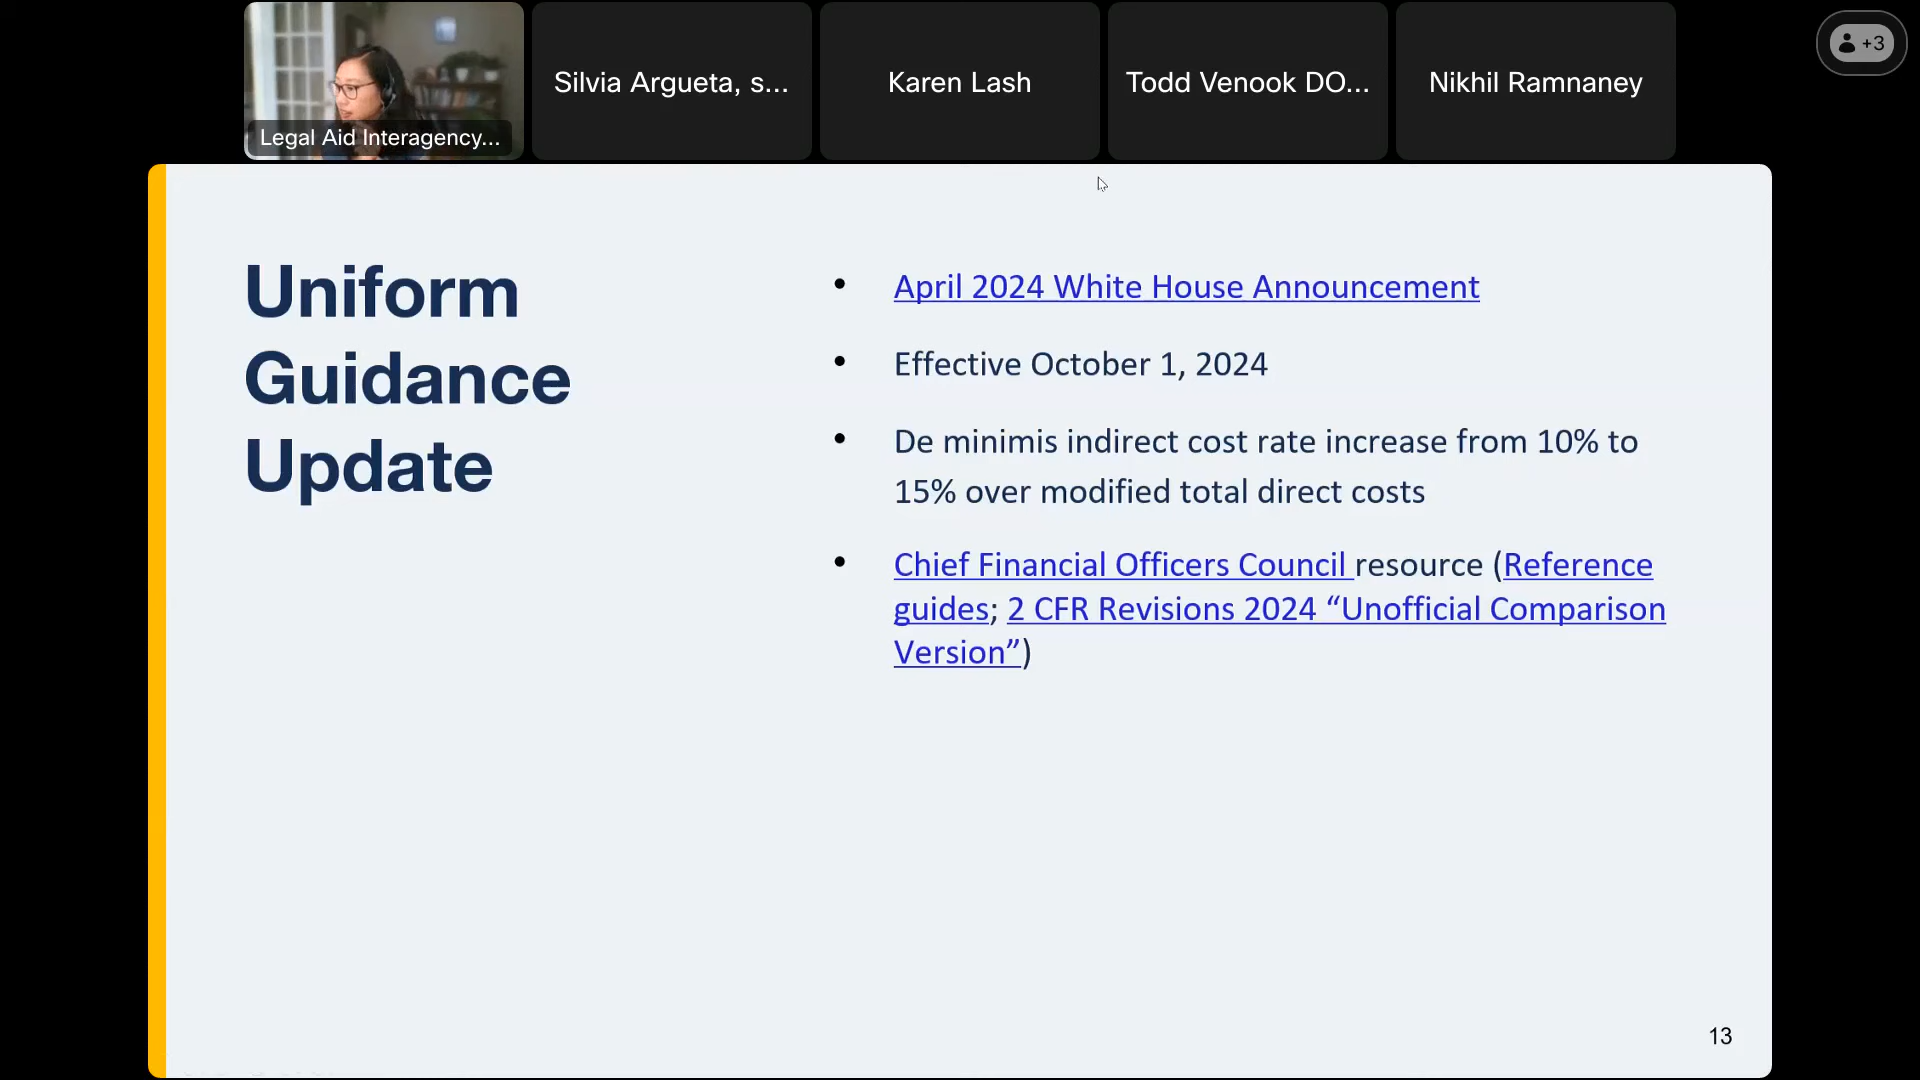 Legal Aid Interagency...
Silvia Argueta, s...
Karen Lash
Todd Venook DO...
Nikhil Ramnaney
+3
Uniform
Guidance
Update
• April 2024 White House Announcement
• Effective October 1, 2024
• De minimis indirect cost rate increase from 10% to
15% over modified total direct costs
• Chief Financial Officers Council resource (Reference
guides; 2 CFR Revisions 2024 “Unofficial Comparison
Version”)
13